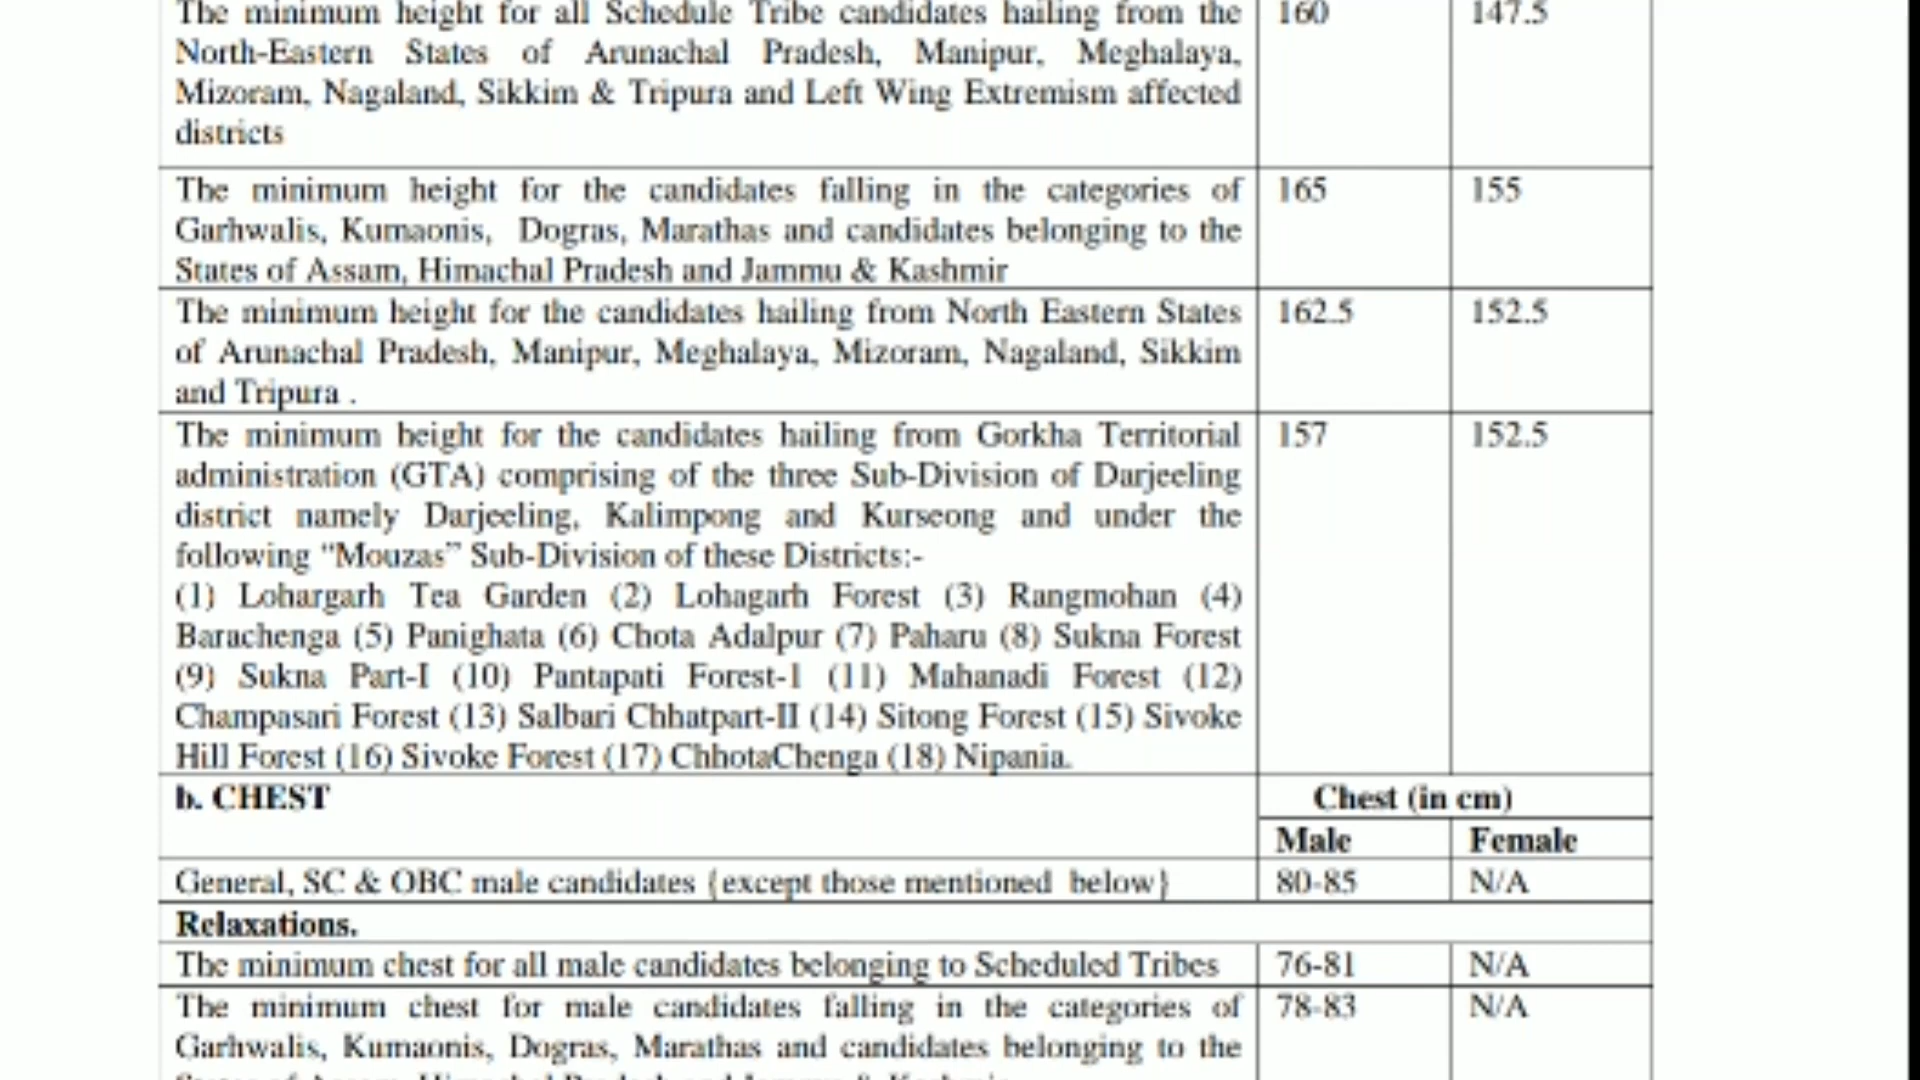 The minimum height for all Schedule Tribe candidates hailing from the 160 147.5
North-Eastern States of Arunachal Pradesh, Manipur, Meghalaya,
Mizoram, Nagaland, Sikkim & Tripura and Left Wing Extremism affected
districts
The minimum height for the candidates falling in the categories of 165 155
Garhwalis, Kumaonis, Dogras, Marathas and candidates belonging to the
States of Assam, Himachal Pradesh and Jammu & Kashmir
The minimum height for the candidates hailing from North Eastern States 162.5 152.5
of Arunachal Pradesh, Manipur, Meghalaya, Mizoram, Nagaland, Sikkim
and Tripura .
The minimum height for the candidates hailing from Gorkha Territorial 157 152.5
administration (GTA) comprising of the three Sub-Division of Darjeeling
district namely Darjeeling, Kalimpong and Kurseong and under the
following “Mouzas” Sub-Division of these Districts:-
(1) Lohargarh Tea Garden (2) Lohagarh Forest (3) Rangmohan (4)
Barachenga (5) Panighata (6) Chota Adalpur (7) Paharu (8) Sukna Forest
(9) Sukna Part-I (10) Pantapati Forest-1 (11) Mahanadi Forest (12)
Champasari Forest (13) Salbari Chhatpart-II (14) Sitong Forest (15) Sivoke
Hill Forest (16) Sivoke Forest (17) ChhotaChenga (18) Nipania.
b. CHEST Chest (in cm)
Male Female
General, SC & OBC male candidates {except those mentioned below} 80-85 N/A
Relaxations.
The minimum chest for all male candidates belonging to Scheduled Tribes 76-81 N/A
The minimum chest for male candidates falling in the categories of 78-83 N/A
Garhwalis, Kumaonis, Dogras, Marathas and candidates belonging to the